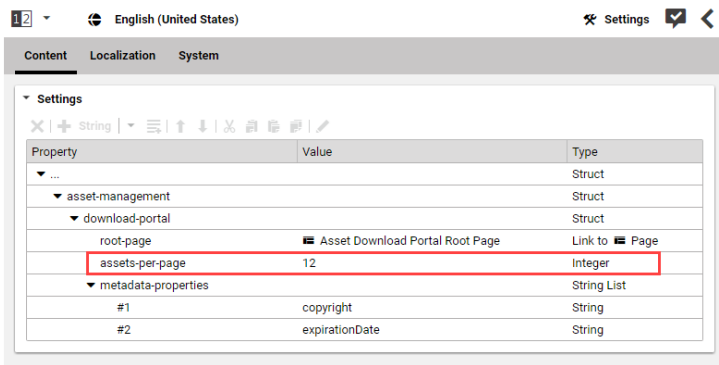 12 English (United States) Settings
Content Localization System
Settings
String
Property Value Type
... Struct
asset-management Struct
download-portal Struct
root-page Asset Download Portal Root Page Link to Page
assets-per-page 12 Integer
metadata-properties String List
#1 copyright String
#2 expirationDate String